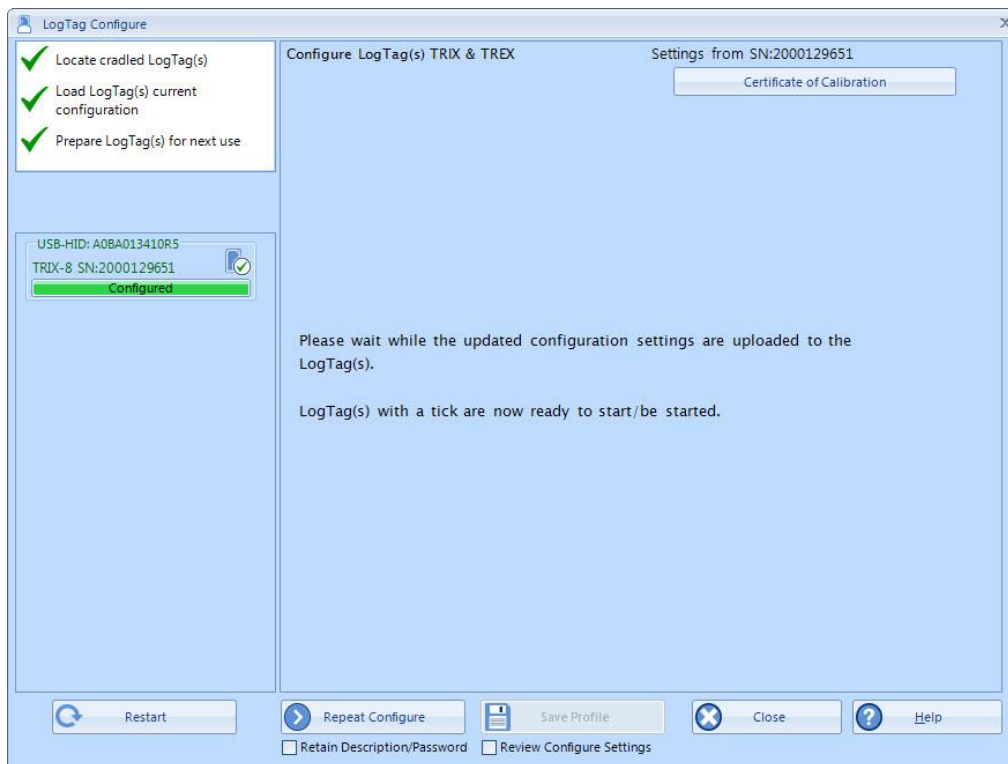 LogTag Configure
Locate cradled LogTag(s)
Load LogTag(s) current
configuration
Prepare LogTag(s) for next use
USB-HID: A0BA013410R5
TRIX-8 SN:2000129651
Configured
Configure LogTag(s) TRIX & TREX
Settings from SN:2000129651
Certificate of Calibration
Please wait while the updated configuration settings are uploaded to the
LogTag(s).
LogTag(s) with a tick are now ready to start/be started.
Restart
Repeat Configure
Save Profile
Close
Help
Retain Description/Password
Review Configure Settings